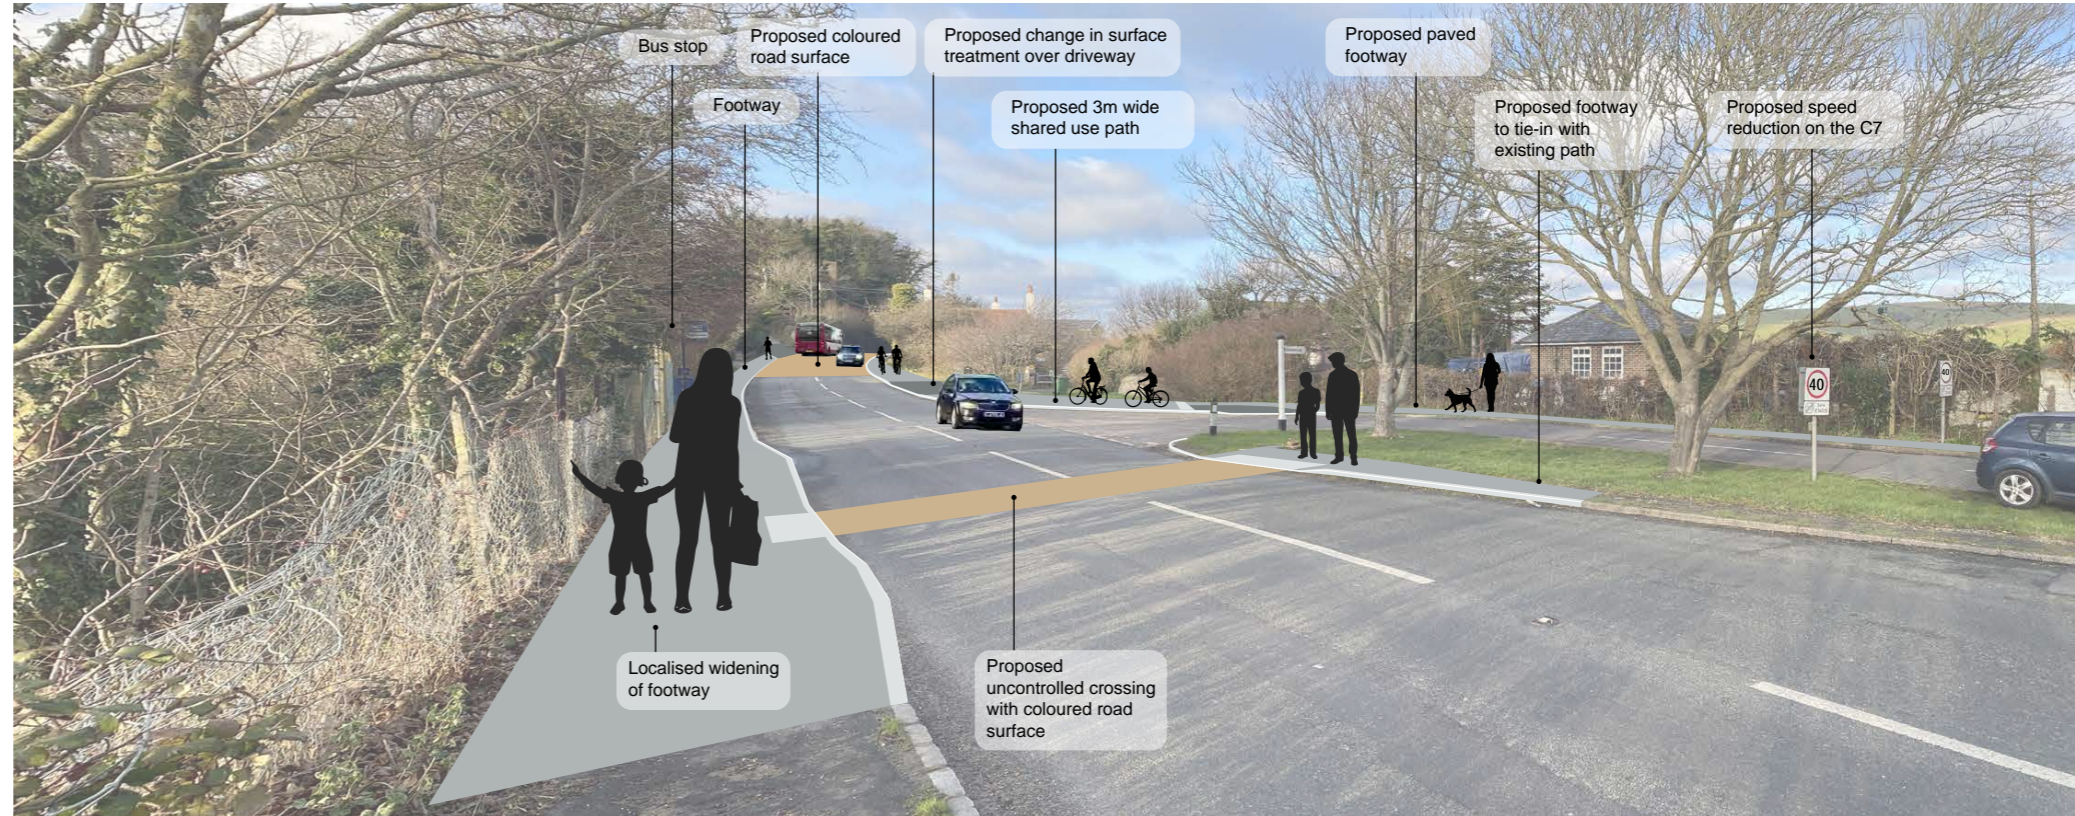 Bus stop
Proposed coloured
road surface
Proposed change in surface
treatment over driveway
Proposed paved
footway
Footway
Proposed 3m wide
shared use path
Proposed footway
to tie-in with
existing path
Proposed speed
reduction on the C7
40
40
Localised widening
of footway
Proposed
uncontrolled crossing
with coloured road
surface